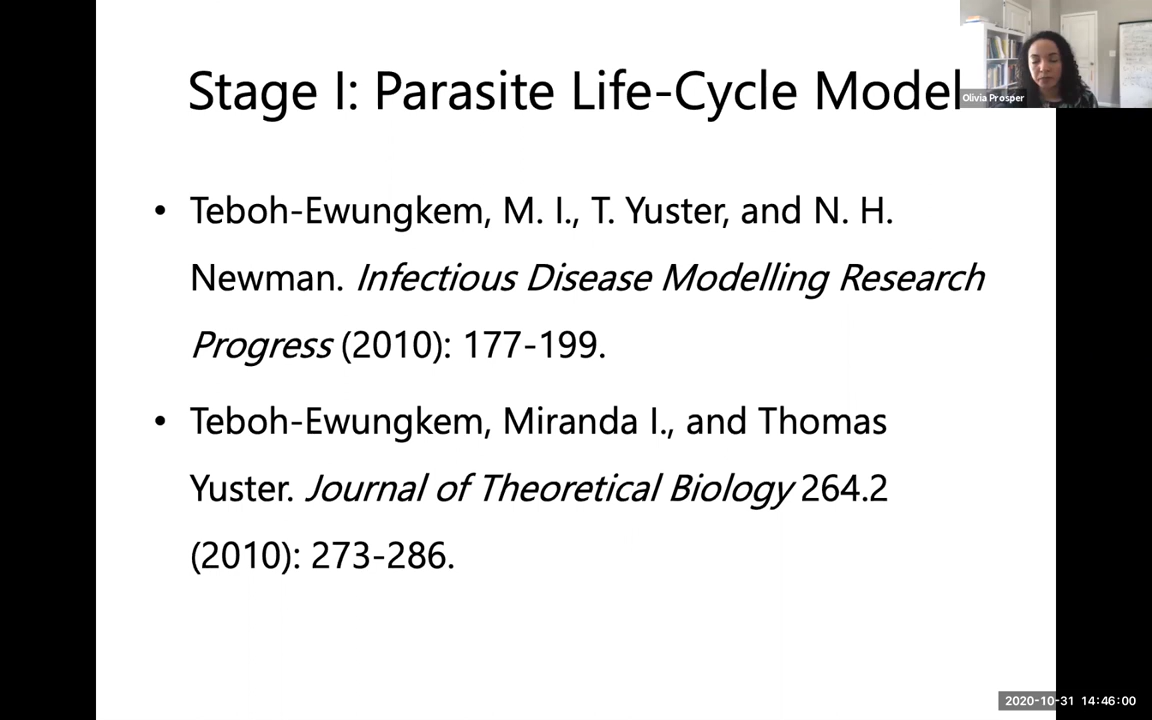 Stage I: Parasite Life-Cycle Model
Olivia Prosper
• Teboh-Ewungkem, M. I., T. Yuster, and N. H.
Newman. Infectious Disease Modelling Research
Progress (2010): 177-199.
• Teboh-Ewungkem, Miranda I., and Thomas
Yuster. Journal of Theoretical Biology 264.2
(2010): 273-286.
2020-10-31 14:46:00